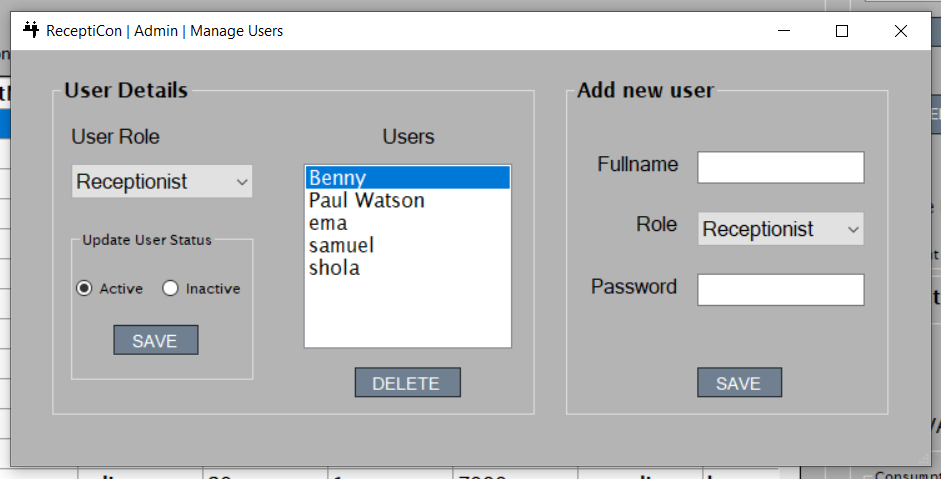 ReceptiCon | Admin | Manage Users
User Details
User Role
Receptionist
Update User Status
Active
Inactive
SAVE
Users
Benny
Paul Watson
ema
samuel
shola
DELETE
Add new user
Fullname
Role
Receptionist
Password
SAVE